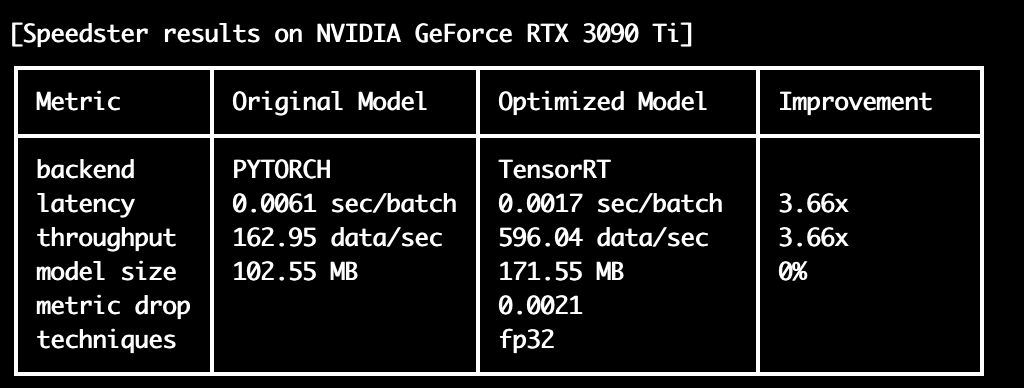 [Speedster results on NVIDIA GeForce RTX 3090 Ti]
Metric Original Model Optimized Model Improvement
backend PYTORCH TensorRT
latency 0.0061 sec/batch 0.0017 sec/batch 3.66x
throughput 162.95 data/sec 596.04 data/sec 3.66x
model size 102.55 MB 171.55 MB 0%
metric drop 0.0021
techniques fp32